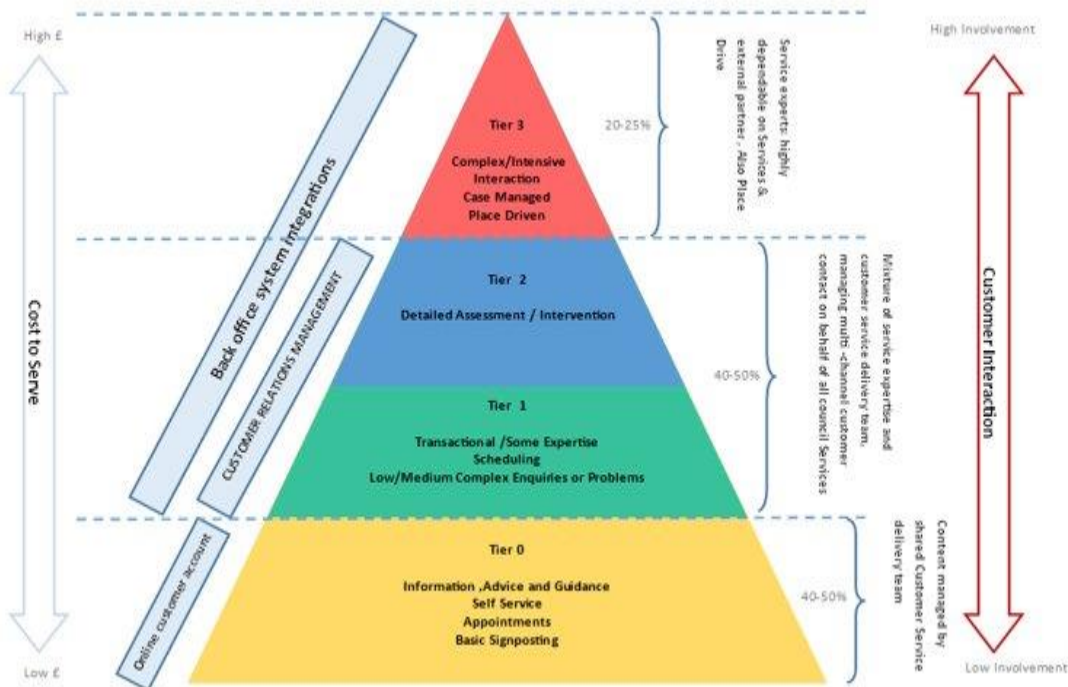 High £
High Involvement
Back office system integrations
CUSTOMER RELATIONS MANAGEMENT
Online customer account
Cost to Serve
Low £
Tier 3
Complex/Intensive
Interaction
Case Managed
Place Driven
Tier 2
Detailed Assessment / Intervention
Tier 1
Transactional /Some Expertise
Scheduling
Low/Medium Complex Enquiries or Problems
Tier 0
Information ,Advice and Guidance
Self Service
Appointments
Basic Signposting
20-25%
40-50%
40-50%
Service experts: highly
dependable on Services &
external partner , Also Place
Drive
Mixture of service expertise and
customer service delivery team,
managing multi -channel customer
contact on behalf of all council Services
Content managed by
shared Customer Service
delivery team
Customer Interaction
Low Involvement